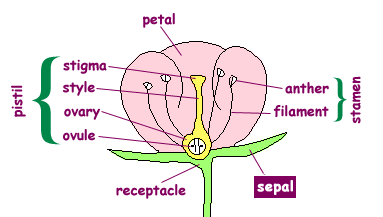 petal
pistil
stigma
style
ovary
ovule
anther
filament
stamen
receptacle
sepal